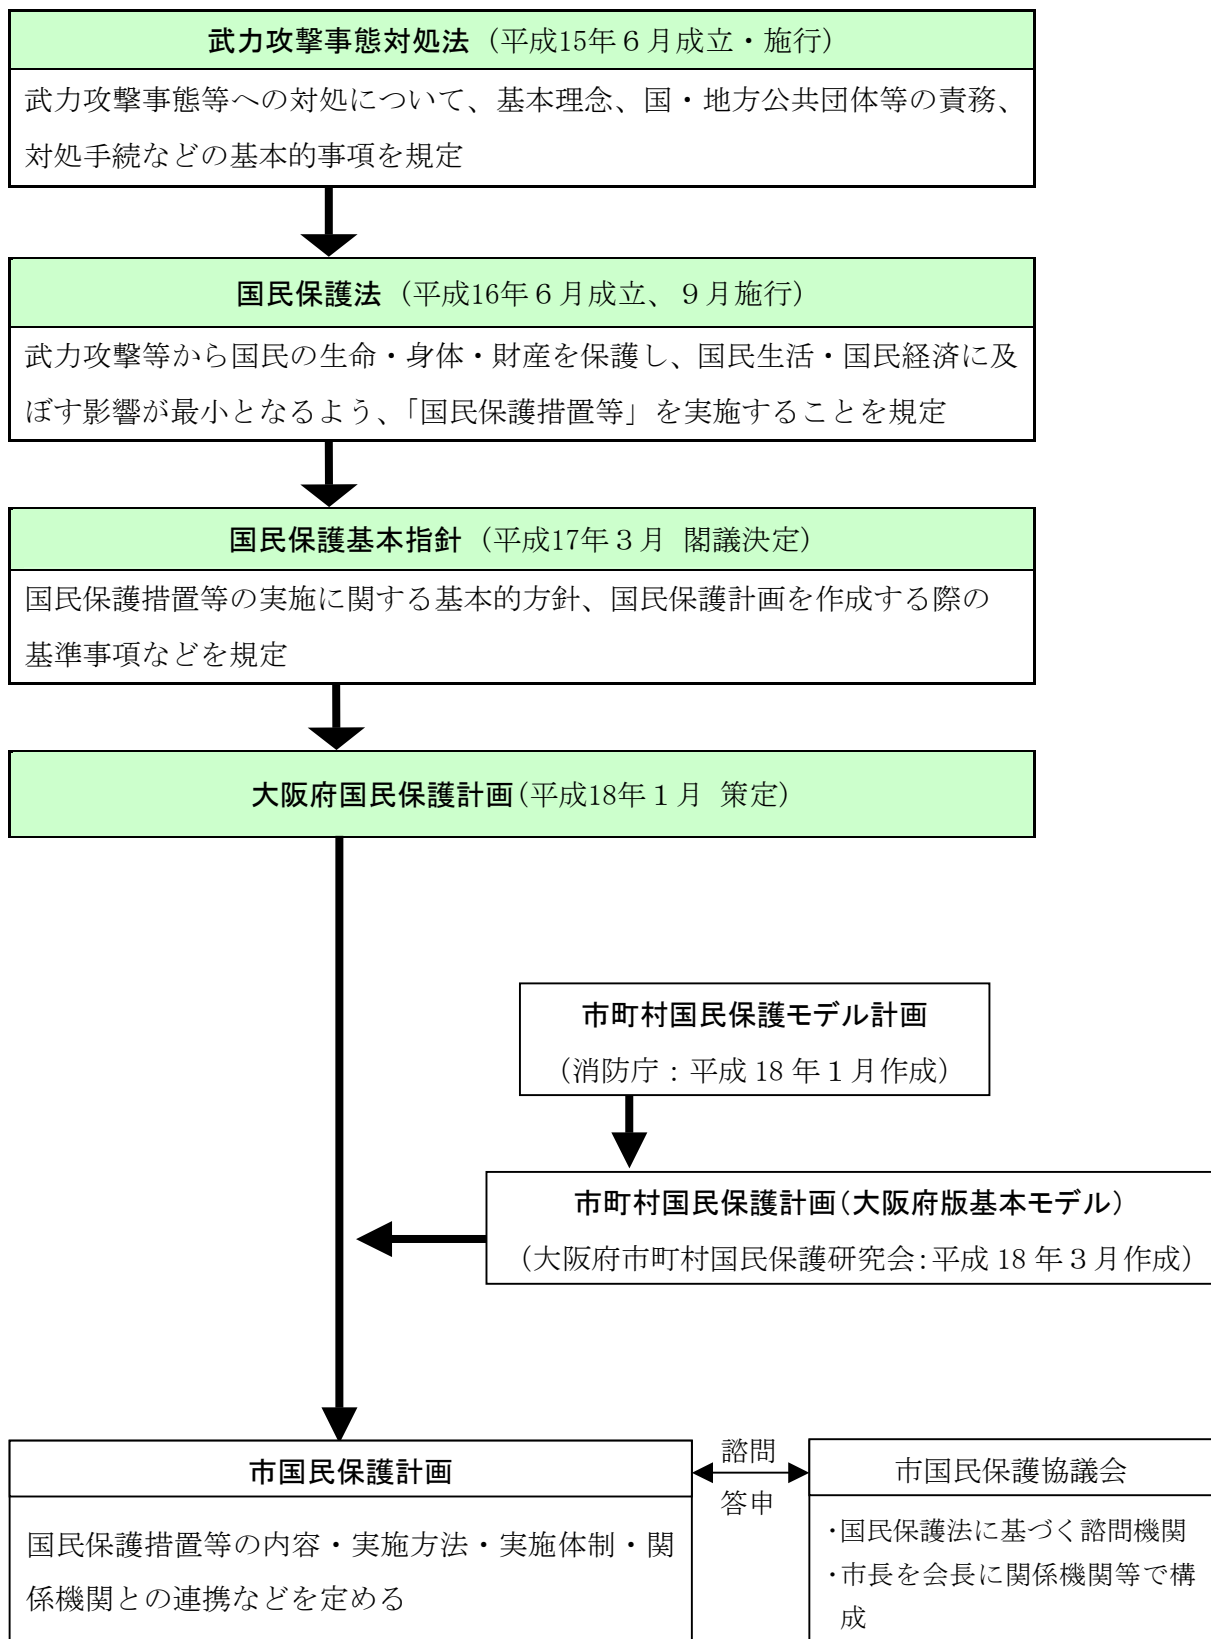 武力攻撃事態対処法（平成15年６月成立・施行）
武力攻撃事態等への対処について、基本理念、国・地方公共団体等の責務、
対処手続などの基本的事項を規定
国民保護法（平成16年６月成立、９月施行）
武力攻撃等から国民の生命・身体・財産を保護し、国民生活・国民経済に及
ぼす影響が最小となるよう、「国民保護措置等」を実施することを規定
国民保護基本指針（平成17年３月 閣議決定）
国民保護措置等の実施に関する基本的方針、国民保護計画を作成する際の
基準事項などを規定
大阪府国民保護計画（平成18年１月 策定）
市町村国民保護モデル計画
（消防庁：平成 18 年１月作成）
市町村国民保護計画（大阪府版基本モデル）
（大阪府市町村国民保護研究会：平成 18 年３月作成）
市国民保護計画
国民保護措置等の内容・実施方法・実施体制・関
係機関との連携などを定める
諮問
答申
市国民保護協議会
・国民保護法に基づく諮問機関
・市長を会長に関係機関等で構
成